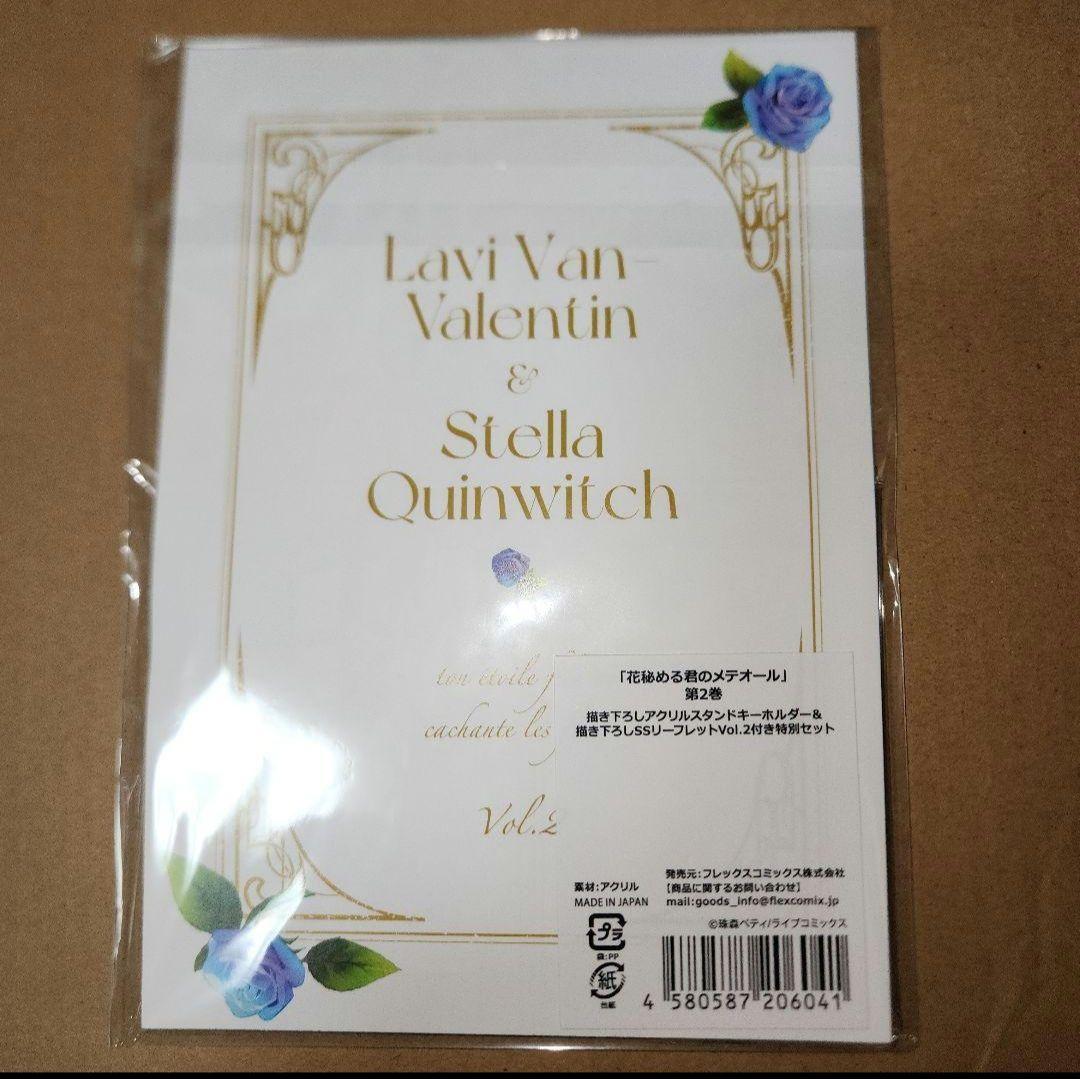 Lavi Van-
Valentin
&
Stella
Quinwitch
ton étoile
cachante les
Vol.2
「花秘める君のメテオール」
第2巻
描き下ろしアクリルスタンドキーホルダー&
描き下ろしSSリーフレットVol.2付き特別セット
発売元:フレックスコミックス株式会社
素材:アクリル
【商品に関するお問い合わせ】
MADE IN JAPAN
mail:goods_info@flexcomix.jp
©珠森ベティ/ライブコミックス
プラ
袋:PP
紙
台紙
4 580587 206041